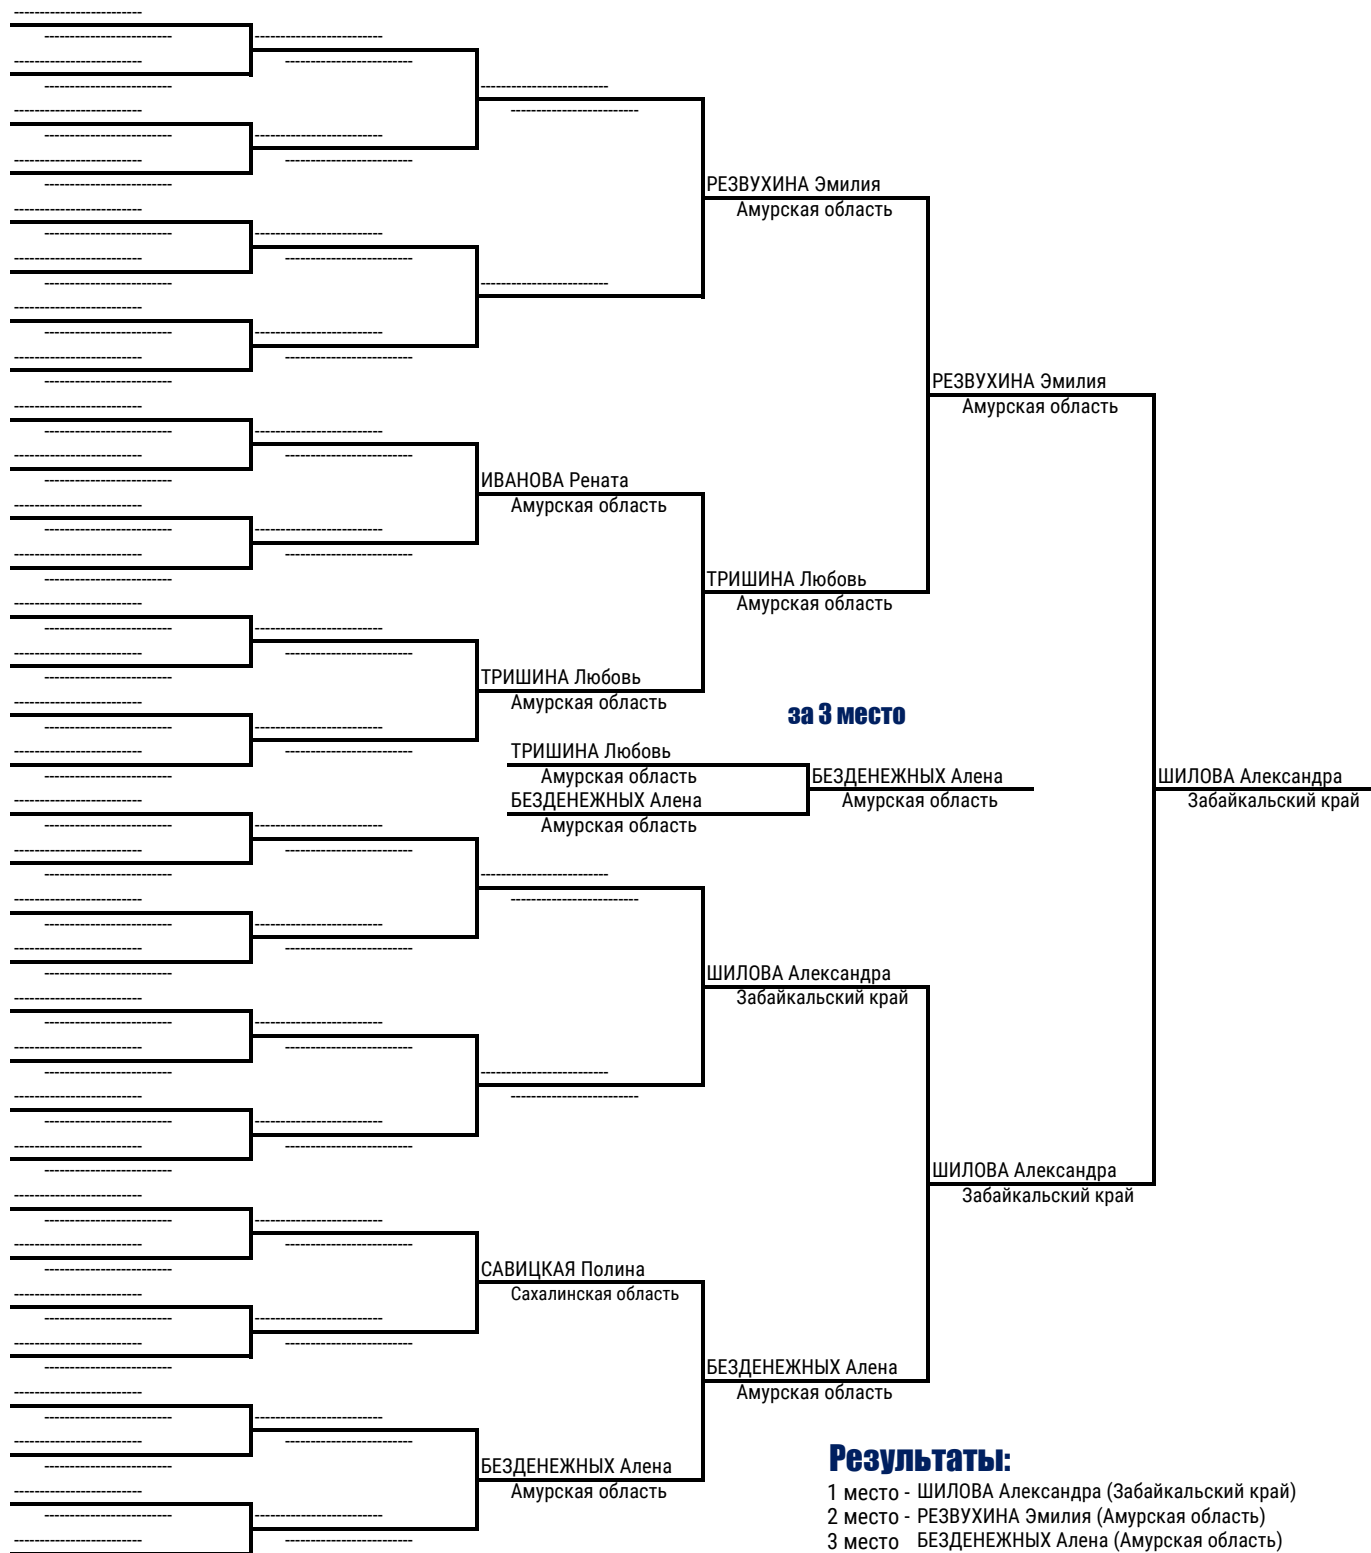 РЕЗВУХИНА Эмилия
Амурская область
РЕЗВУХИНА Эмилия
Амурская область
ИВАНОВА Рената
Амурская область
ТРИШИНА Любовь
Амурская область
ТРИШИНА Любовь
Амурская область
за 3 место
ТРИШИНА Любовь
Амурская область
БЕЗДЕНЕЖНЫХ Алена
Амурская область
БЕЗДЕНЕЖНЫХ Алена
Амурская область
ШИЛОВА Александра
Забайкальский край
ШИЛОВА Александра
Забайкальский край
ШИЛОВА Александра
Забайкальский край
САВИЦКАЯ Полина
Сахалинская область
БЕЗДЕНЕЖНЫХ Алена
Амурская область
БЕЗДЕНЕЖНЫХ Алена
Амурская область
Результаты:
1 место - ШИЛОВА Александра (Забайкальский край)
2 место - РЕЗВУХИНА Эмилия (Амурская область)
3 место БЕЗДЕНЕЖНЫХ Алена (Амурская область)